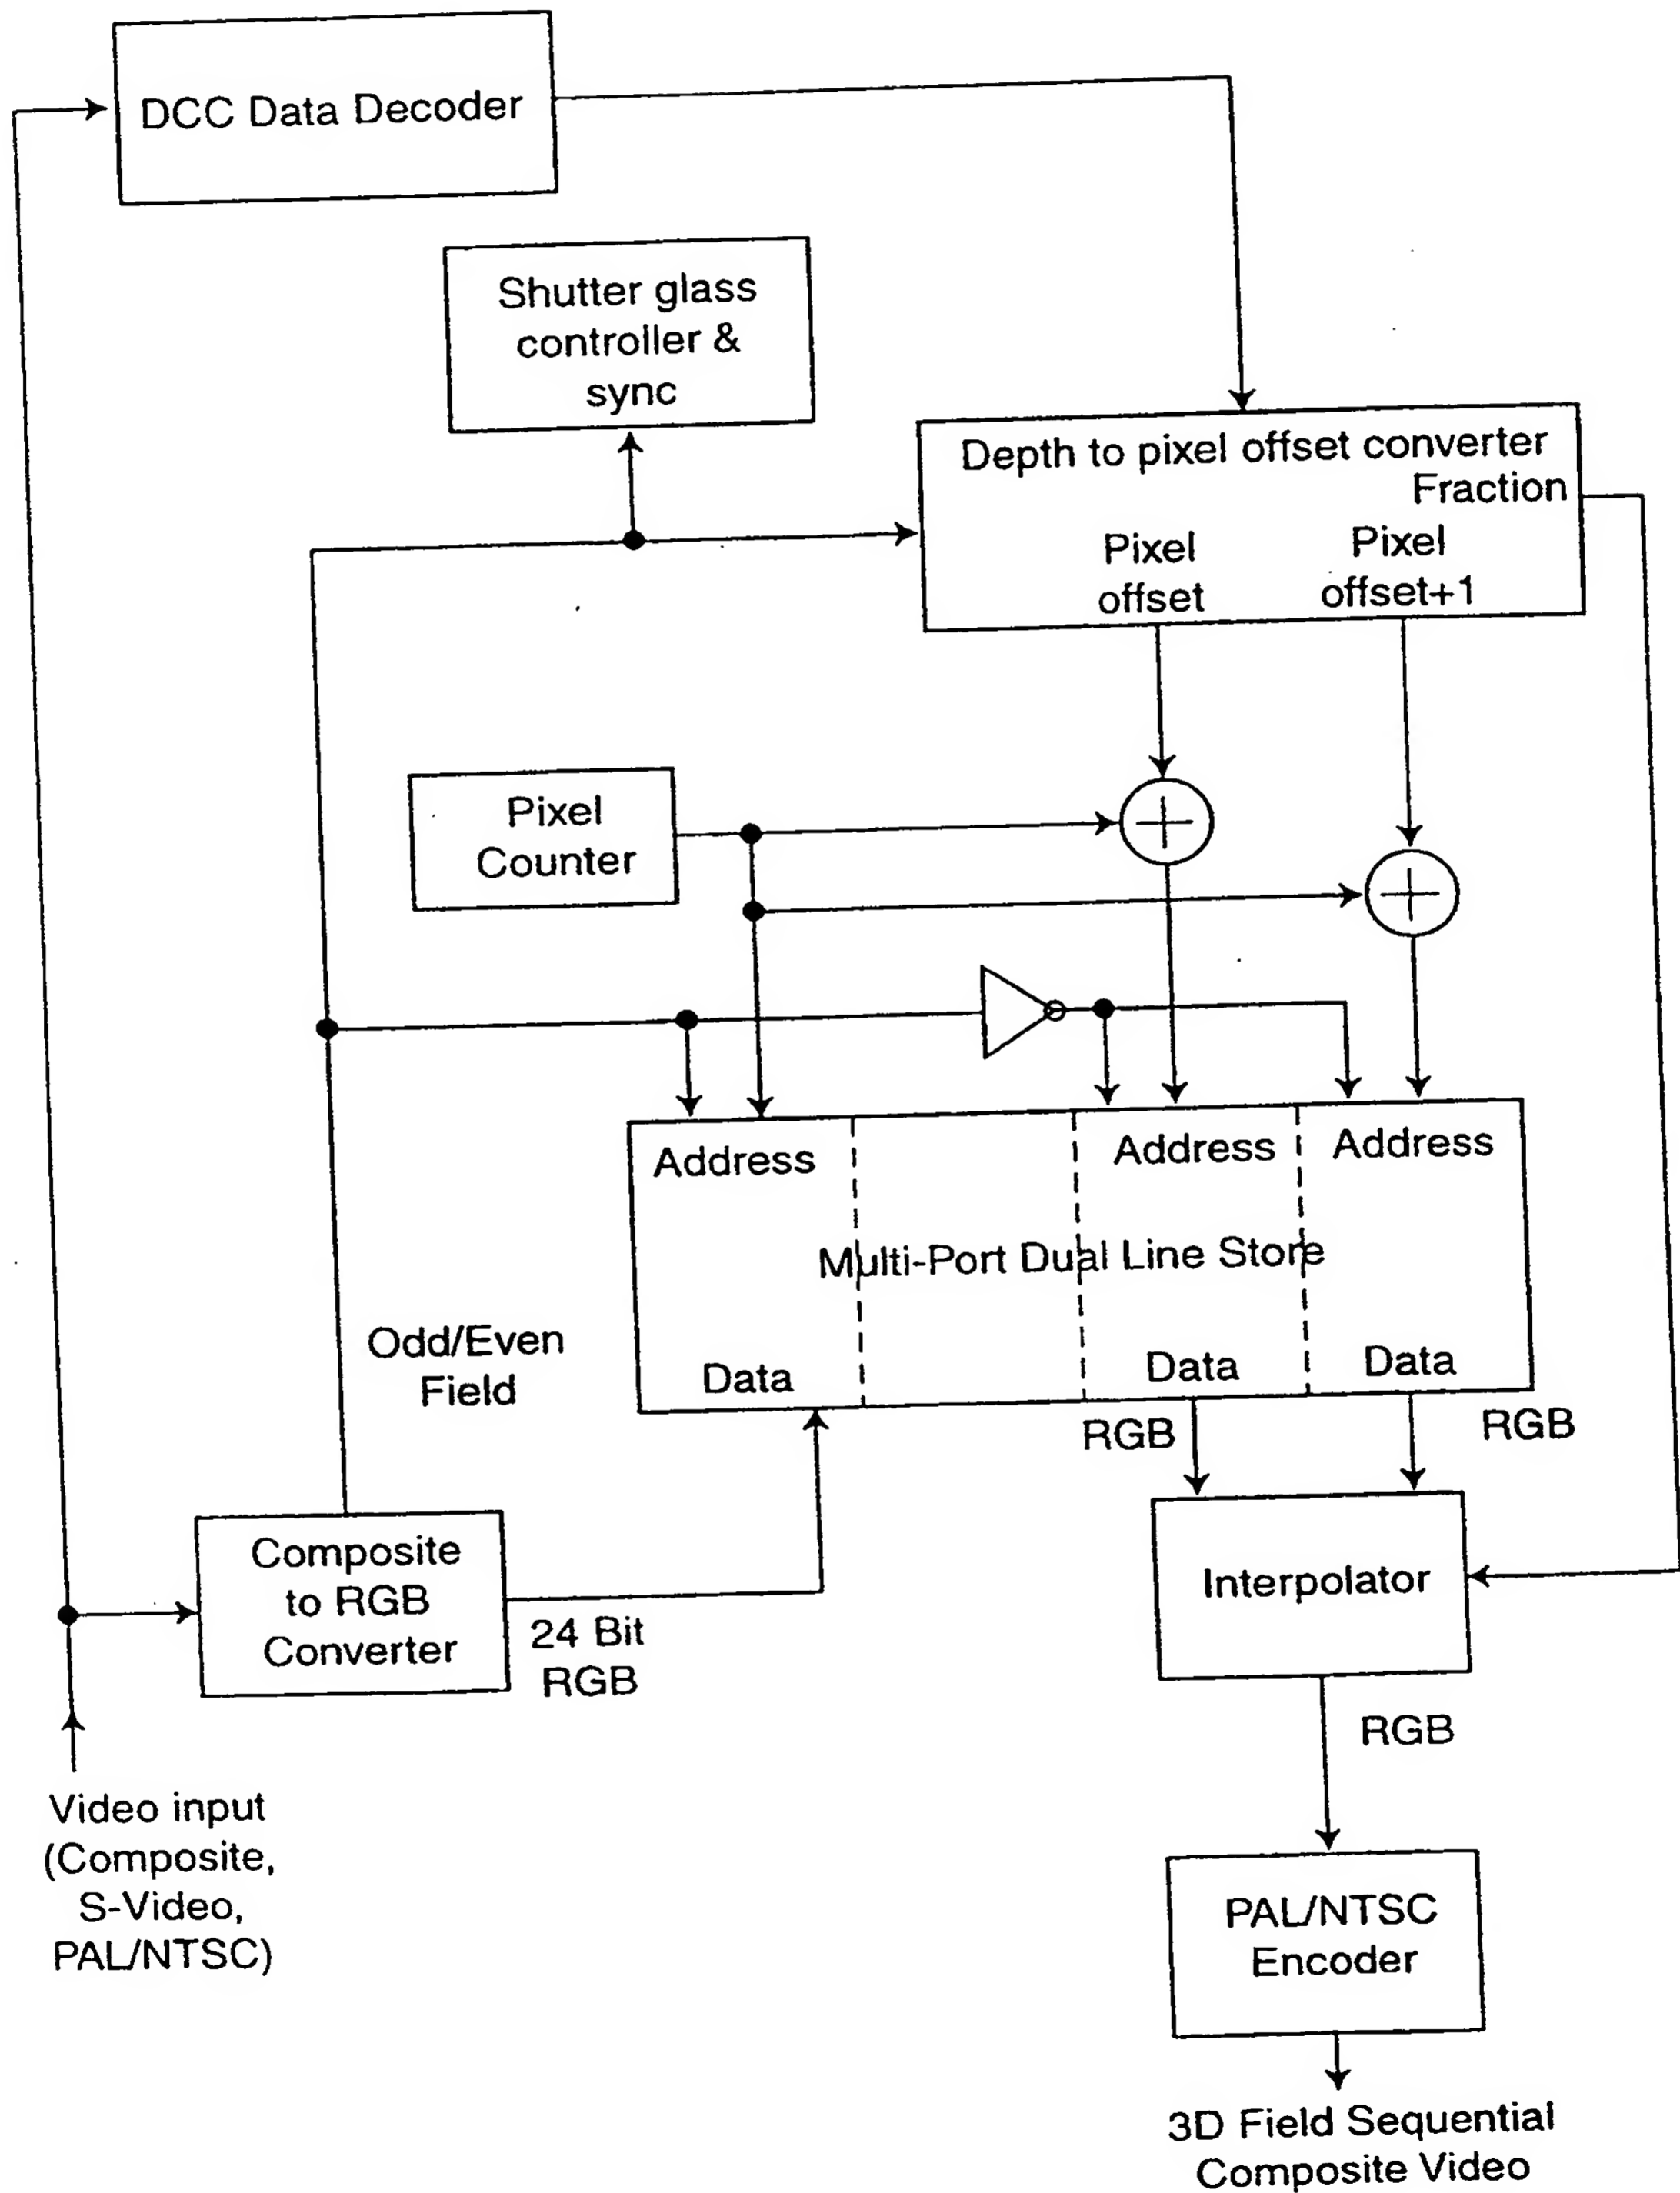 DCC Data Decoder
Shutter glass
controller &
sync
Depth to pixel offset converter
Fraction
Pixel
offset
Pixel
offset+1
Pixel
Counter
Address
Address
Address
Multi-Port Dual Line Store
Odd/Even
Field
Data
Data
Data
RGB
RGB
Composite
to RGB
Converter
24 Bit
RGB
Interpolator
RGB
Video input
(Composite,
S-Video,
PAL/NTSC)
PAL/NTSC
Encoder
3D Field Sequential
Composite Video